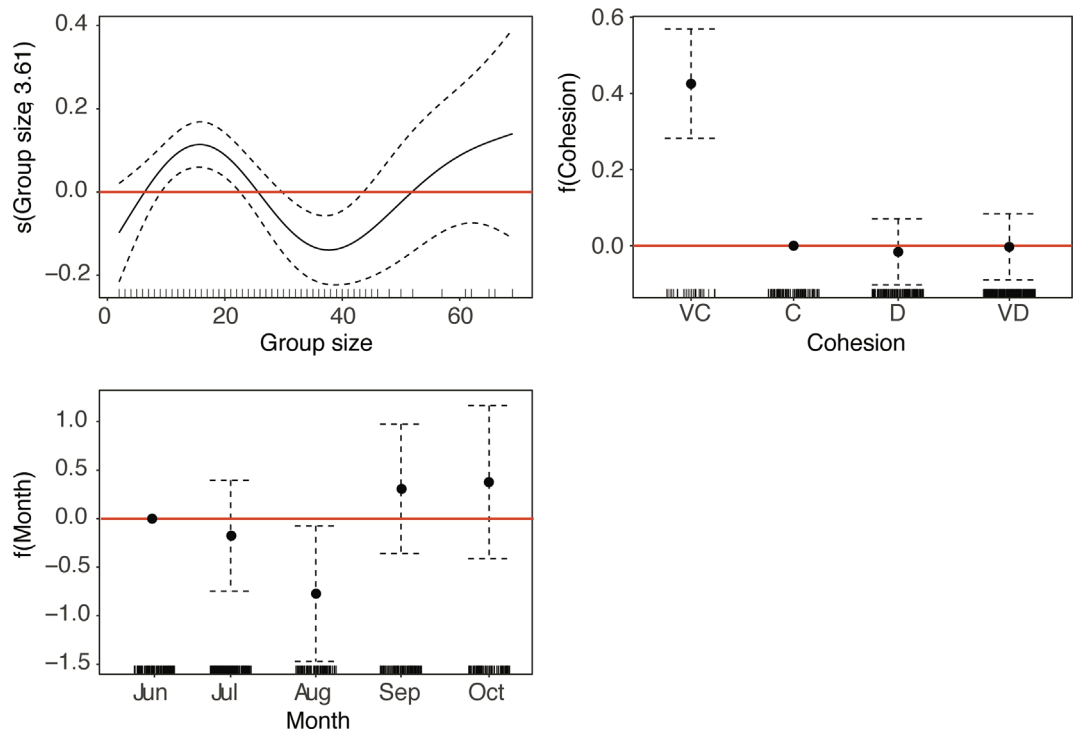 0.4
0.2
0.0
−0.2
s(Group size, 3.61)
0 20 40 60
Group size
0.6
0.4
0.2
0.0
f(Cohesion)
VC C D VD
Cohesion
1.0
0.5
0.0
−0.5
−1.0
−1.5
f(Month)
Jun Jul Aug Sep Oct
Month